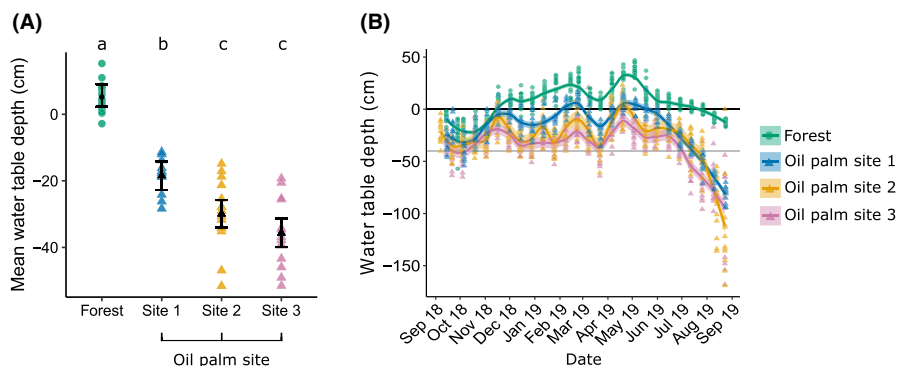 (A)
a b c c
Mean water table depth (cm)
0
−20
−40
Forest Site 1 Site 2 Site 3
Oil palm site
(B)
Water table depth (cm)
50
0
−50
−100
−150
Sep 18 Oct 18 Nov 18 Dec 18 Jan 19 Feb 19 Mar 19 Apr 19 May 19 Jun 19 Jul 19 Aug 19 Sep 19
Date
Forest
Oil palm site 1
Oil palm site 2
Oil palm site 3